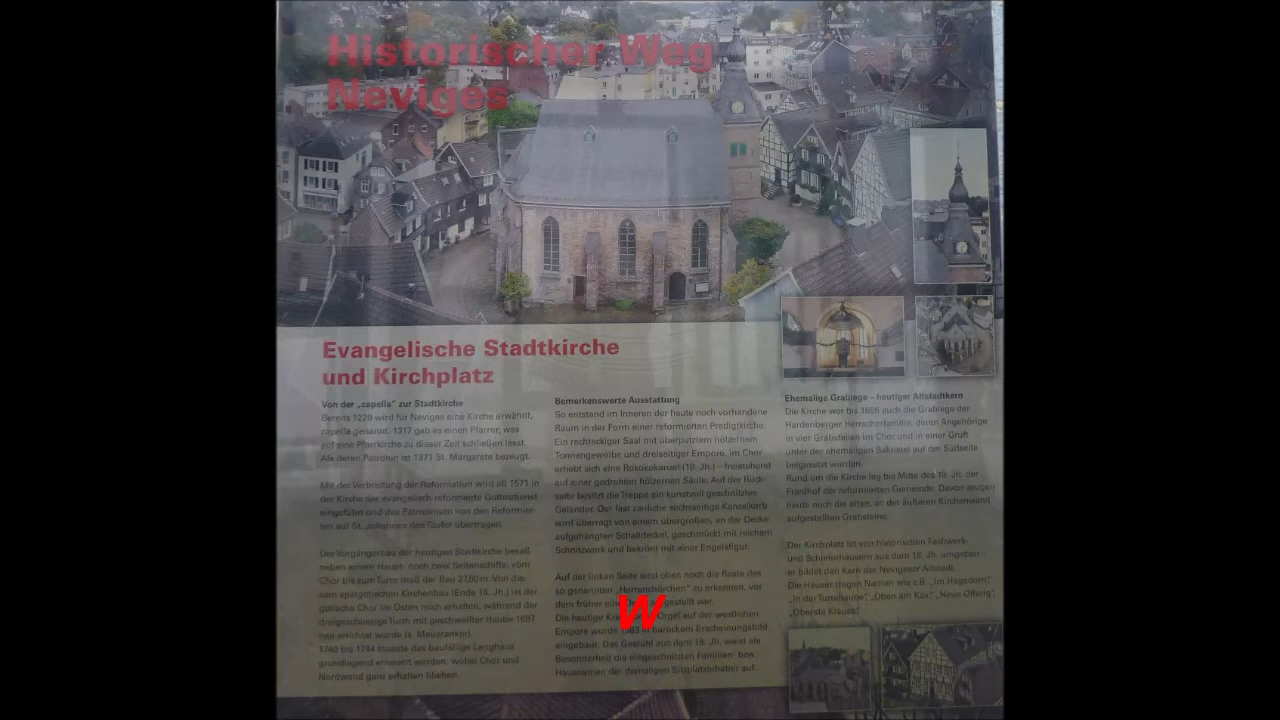 Historischer Weg
Neviges
Evangelische Stadtkirche
und Kirchplatz
Von der „capella" zur Stadtkirche
Bereits 1220 wird für Neviges eine Kirche erwähnt,
capella genannt. 1317 gab es einen Pfarrer, was
auf eine Pfarrkirche zu dieser Zeit schließen lässt.
Als deren Patronin ist 1371 St. Margarete bezeugt.
Mit der Verbreitung der Reformation wird ab 1571 in
der Kirche der evangelisch-reformierte Gottesdienst
eingeführt und das Patrozinium von den Reformier-
ten auf St. Johannes den Täufer übertragen.
Der Vorgängerbau der heutigen Stadtkirche besaß
neben einem Haupt- noch zwei Seitenschiffe; vom
Chor bis zum Turm maß der Bau 27,60 m. Von die-
sem spätgotischen Kirchenbau (Ende 14. Jh.) ist der
gotische Chor im Osten noch erhalten, während der
dreigeschossige Turm mit geschweifter Haube 1697
neu errichtet wurde (s. Maueranker).
1740 bis 1744 musste das baufällige Langhaus
grundlegend erneuert werden, wobei Chor und
Nordwand ganz erhalten blieben.
Bemerkenswerte Ausstattung
So entstand im Inneren der heute noch vorhandene
Raum in der Form einer reformierten Predigtkirche:
Ein rechteckiger Saal mit überputztem hölzernem
Tonnengewölbe und dreiseitiger Empore. Im Chor
erhebt sich eine Rokokokanzel (18. Jh.) – freistehend
auf einer gedrehten hölzernen Säule. Auf der Rück-
seite besitzt die Treppe ein kunstvoll geschnitztes
Geländer. Der fast zierliche sechsseitige Kanzelkorb
wird überragt von einem übergroßen, an der Decke
aufgehängten Schalldeckel, geschmückt mit reichem
Schnitzwerk und bekrönt mit einer Engelsfigur.
Auf der linken Seite sind oben noch die Reste des
so genannten „Herrenchörchen" zu erkennen, vor
dem früher eine gestellt war.
Die heutige Orgel auf der westlichen
Empore wurde 1983 in barockem Erscheinungsbild
eingebaut. Das Gestühl aus dem 19. Jh. weist als
Besonderheit die eingeschnitzten Familien- bzw.
Hausnamen der damaligen Sitzplatzinhaber auf.
W
Ehemalige Grablege – heutiger Altstadtkern
Die Kirche war bis 1666 auch die Grablege der
Hardenberger Herrscherfamilie, deren Angehörige
in vier Grabstellen im Chor und in einer Gruft
unter der ehemaligen Sakristei auf der Südseite
beigesetzt wurden.
Rund um die Kirche lag bis Mitte des 19. Jh. der
Friedhof der reformierten Gemeinde. Davon zeugen
heute noch die alten, an der äußeren Kirchenwand
aufgestellten Grabsteine.
Der Kirchplatz ist von historischen Fachwerk-
und Schieferhäusern aus dem 18. Jh. umgeben –
er bildet den Kern der Nevigeser Altstadt.
Die Häuser tragen Namen wie z.B. „Im Hagedorn",
„In der Turteltaube", „Oben am Kax", „Neue Offerig",
„Oberste Klause".